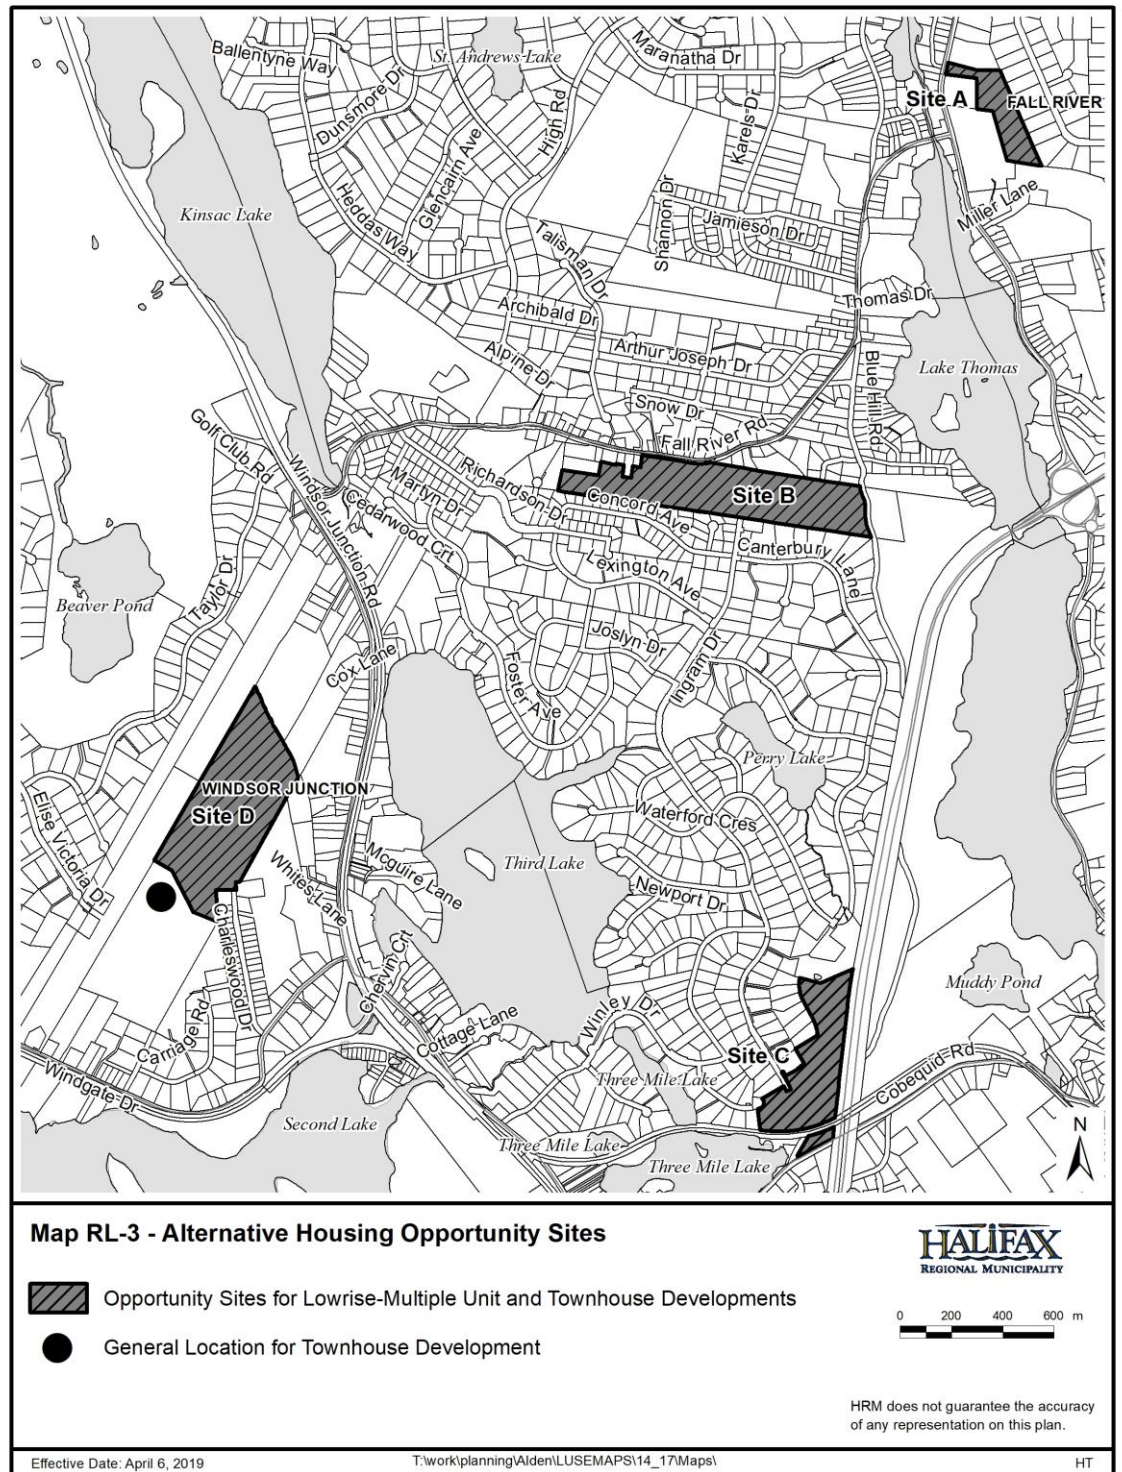 Ballentyne Way
St. Andrews Lake
Maranatha Dr
Dunsmore Dr
High Rd
Karels Dr
Site A
FALL RIVER
Glencairn Ave
Kinsac Lake
Heddas Way
Shannon Dr
Jamieson Dr
Miller Lane
Talisman Dr
Archibald Dr
Thomas Dr
Alpine Dr
Arthur Joseph Dr
Blue Hill Rd
Lake Thomas
Snow Dr
Fall River Rd
Golf Club Rd
Windsor Junction Rd
Martyn Dr
Richardson Dr
Cedarwood Crt
Concord Ave
Site B
Canterbury Lane
Lexington Ave
Beaver Pond
Taylor Dr
Joslyn Dr
Cox Lane
Foster Ave
Ingram Dr
Perry Lake
WINDSOR JUNCTION
Site D
Elise Victoria Dr
Waterford Cres
Whites Lane
Mcguire Lane
Third Lake
Newport Dr
Charleswood Dr
Chervin Crt
Muddy Pond
Carriage Rd
Cottage Lane
Winley Dr
Site C
Cobequid Rd
Windgate Dr
Three Mile Lake
Second Lake
Three Mile Lake
Three Mile Lake
N
Map RL-3 - Alternative Housing Opportunity Sites
HALIFAX
REGIONAL MUNICIPALITY
Opportunity Sites for Lowrise-Multiple Unit and Townhouse Developments
General Location for Townhouse Development
0 200 400 600 m
HRM does not guarantee the accuracy
of any representation on this plan.
Effective Date: April 6, 2019
T:\work\planning\Alden\LUSEMAPS\14_17\Maps\
HT